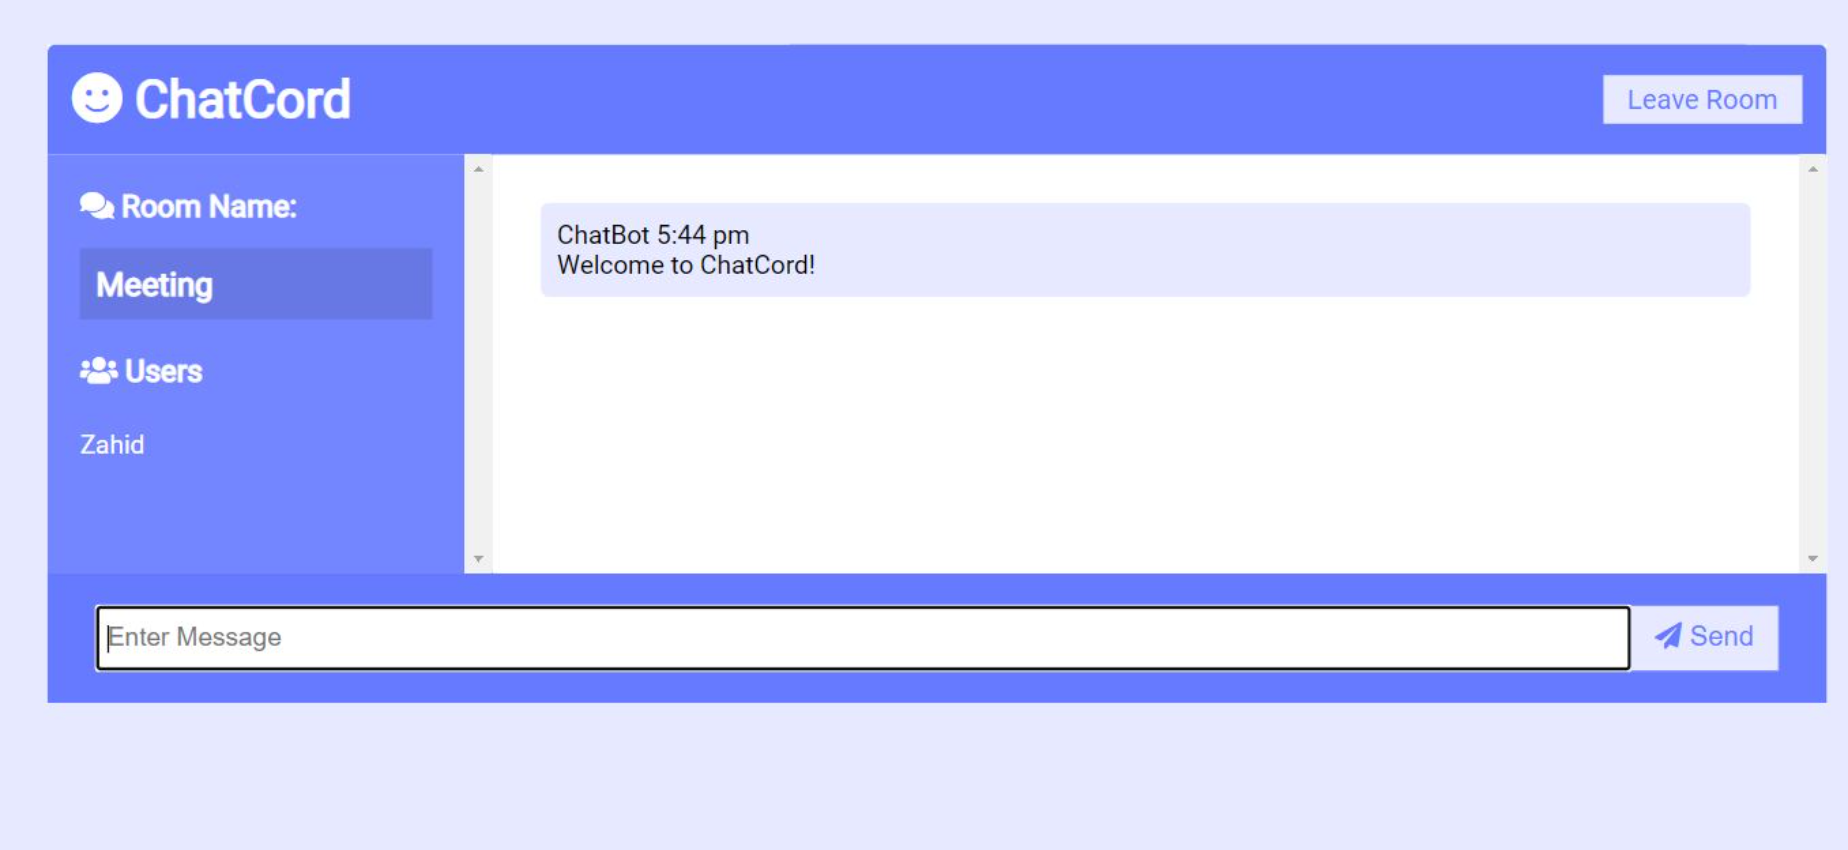 ChatCord
Leave Room
Room Name:
Meeting
Users
Zahid
ChatBot 5:44 pm
Welcome to ChatCord!
Enter Message
Send